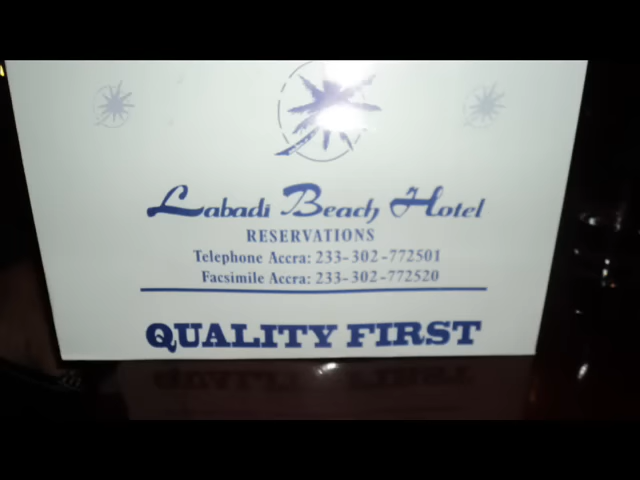 Labadi Beach Hotel
RESERVATIONS
Telephone Accra: 233-302-772501
Facsimile Accra: 233-302-772520
QUALITY FIRST